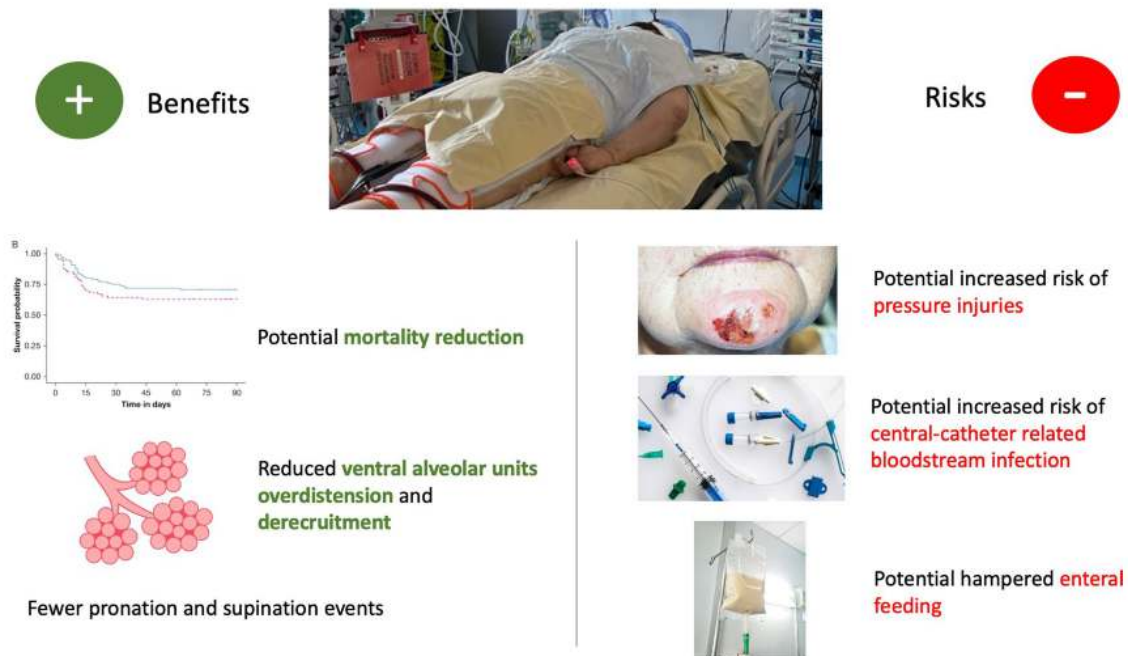 +
Benefits
Risks
-
B
1.00
0.75
0.50
0.25
0.00
Survival probability
0 15 30 45 60 75 90
Time in days
Potential mortality reduction
Reduced ventral alveolar units
overdistension and
derecruitment
Fewer pronation and supination events
Potential increased risk of
pressure injuries
Potential increased risk of
central-catheter related
bloodstream infection
Potential hampered enteral
feeding